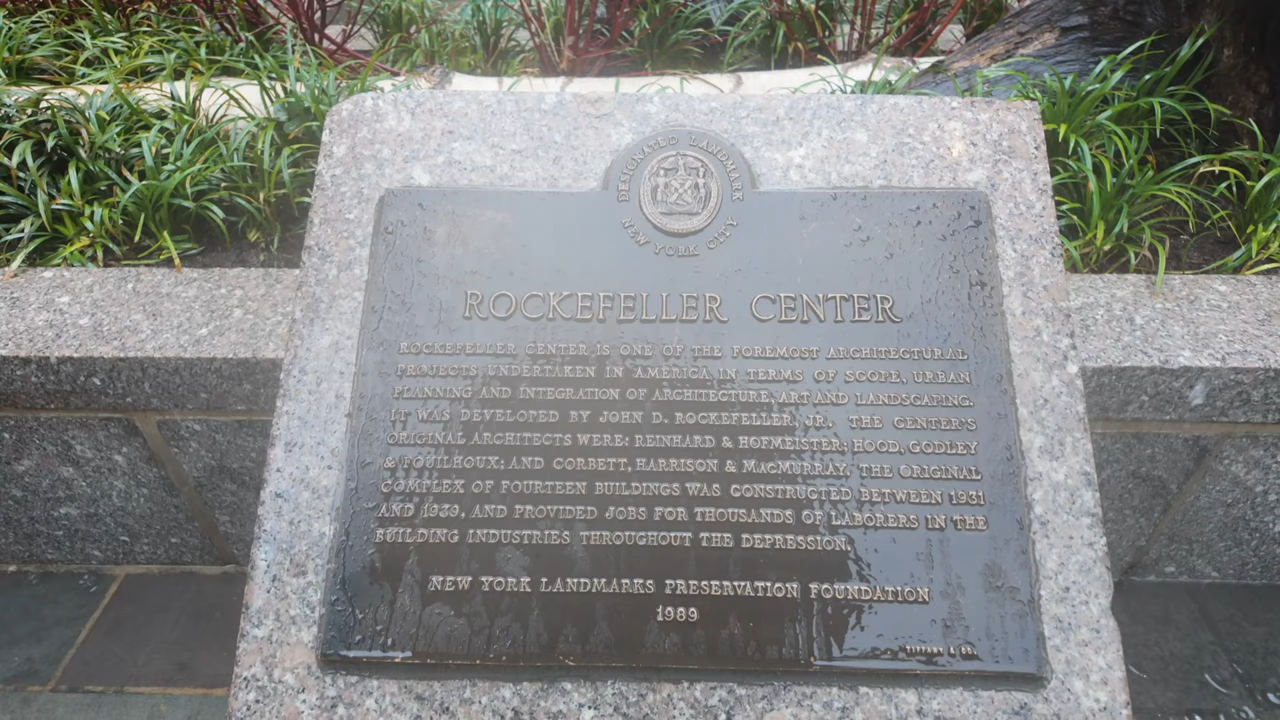 DESIGNATED LANDMARK
NEW YORK CITY
ROCKEFELLER CENTER
ROCKEFELLER CENTER IS ONE OF THE FOREMOST ARCHITECTURAL
PROJECTS UNDERTAKEN IN AMERICA IN TERMS OF SCOPE, URBAN
PLANNING AND INTEGRATION OF ARCHITECTURE, ART AND LANDSCAPING.
IT WAS DEVELOPED BY JOHN D. ROCKEFELLER, JR. THE CENTER'S
ORIGINAL ARCHITECTS WERE: REINHARD & HOFMEISTER; HOOD, GODLEY
& FOUILHOUX; AND CORBETT, HARRISON & MACMURRAY. THE ORIGINAL
COMPLEX OF FOURTEEN BUILDINGS WAS CONSTRUCTED BETWEEN 1931
AND 1939, AND PROVIDED JOBS FOR THOUSANDS OF LABORERS IN THE
BUILDING INDUSTRIES THROUGHOUT THE DEPRESSION.
NEW YORK LANDMARKS PRESERVATION FOUNDATION
1989
TIFFANY & CO.